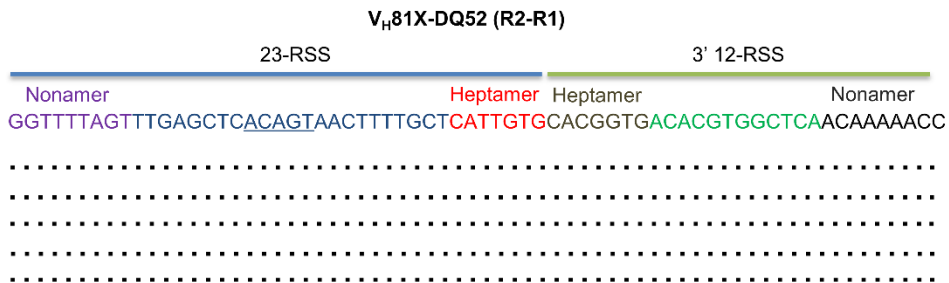 VH81X-DQ52 (R2-R1)
23-RSS 3' 12-RSS
Nonamer Heptamer Heptamer Nonamer
GGTTTTAGTTTGAGCTCACAGTAACTTTTGCTCATTGTGCACGGTGACACGTGGCTCAACAAAAACC